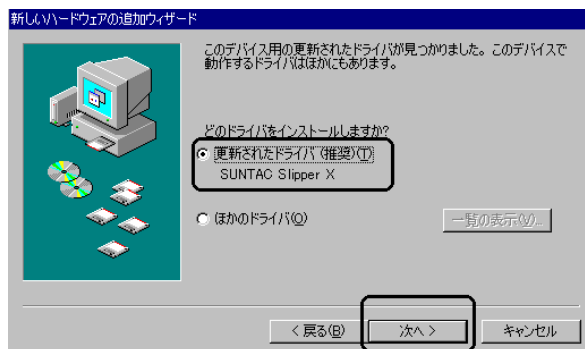 新しいハードウェアの追加ウィザード
このデバイス用の更新されたドライバが見つかりました。このデバイスで
動作するドライバはほかにもあります。
どのドライバをインストールしますか?
更新されたドライバ(推奨)(T)
SUNTAC Slipper X
ほかのドライバ(O)
一覧の表示(V)...
< 戻る(B)
次へ >
キャンセル